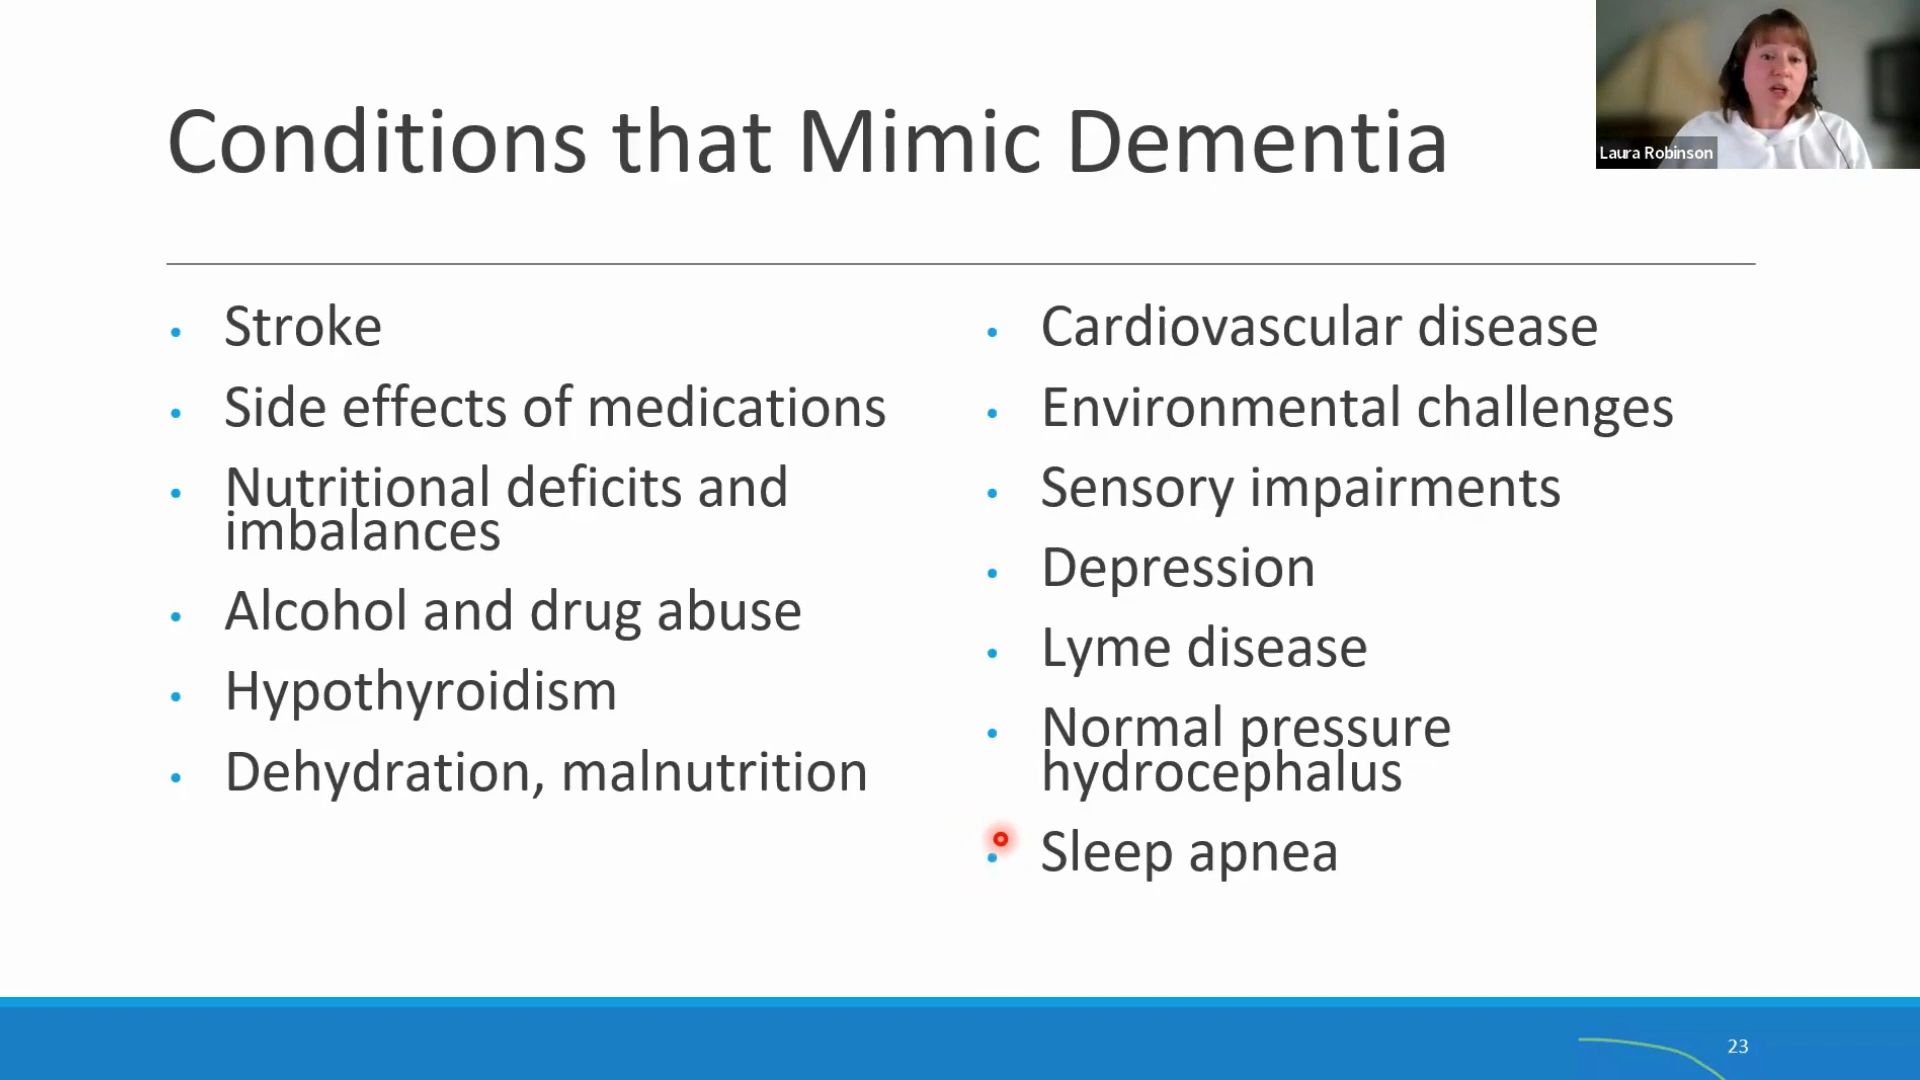 Conditions that Mimic Dementia
Laura Robinson
• Stroke
• Side effects of medications
• Nutritional deficits and
imbalances
• Alcohol and drug abuse
• Hypothyroidism
• Dehydration, malnutrition
• Cardiovascular disease
• Environmental challenges
• Sensory impairments
• Depression
• Lyme disease
• Normal pressure
hydrocephalus
• Sleep apnea
23